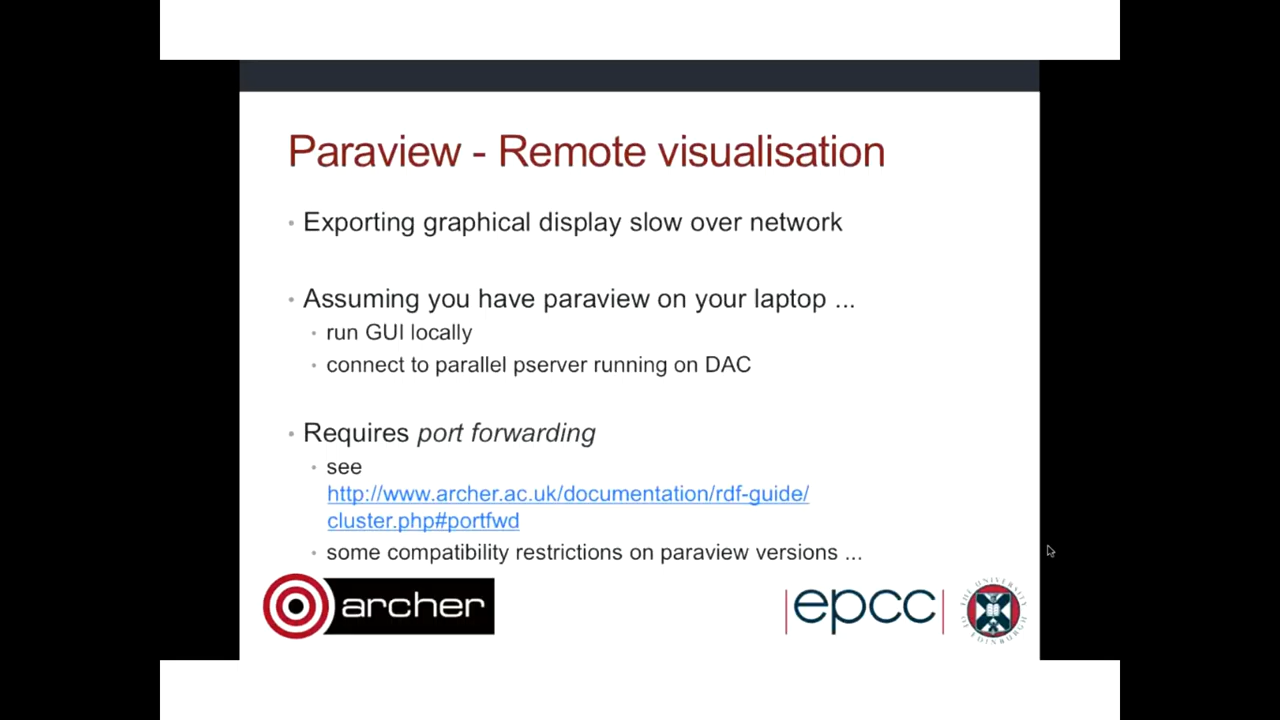 Paraview - Remote visualisation
• Exporting graphical display slow over network
• Assuming you have paraview on your laptop ...
• run GUI locally
• connect to parallel pserver running on DAC
• Requires port forwarding
• see
http://www.archer.ac.uk/documentation/rdf-guide/
cluster.php#portfwd
• some compatibility restrictions on paraview versions ...
archer
epcc
THE UNIVERSITY OF EDINBURGH